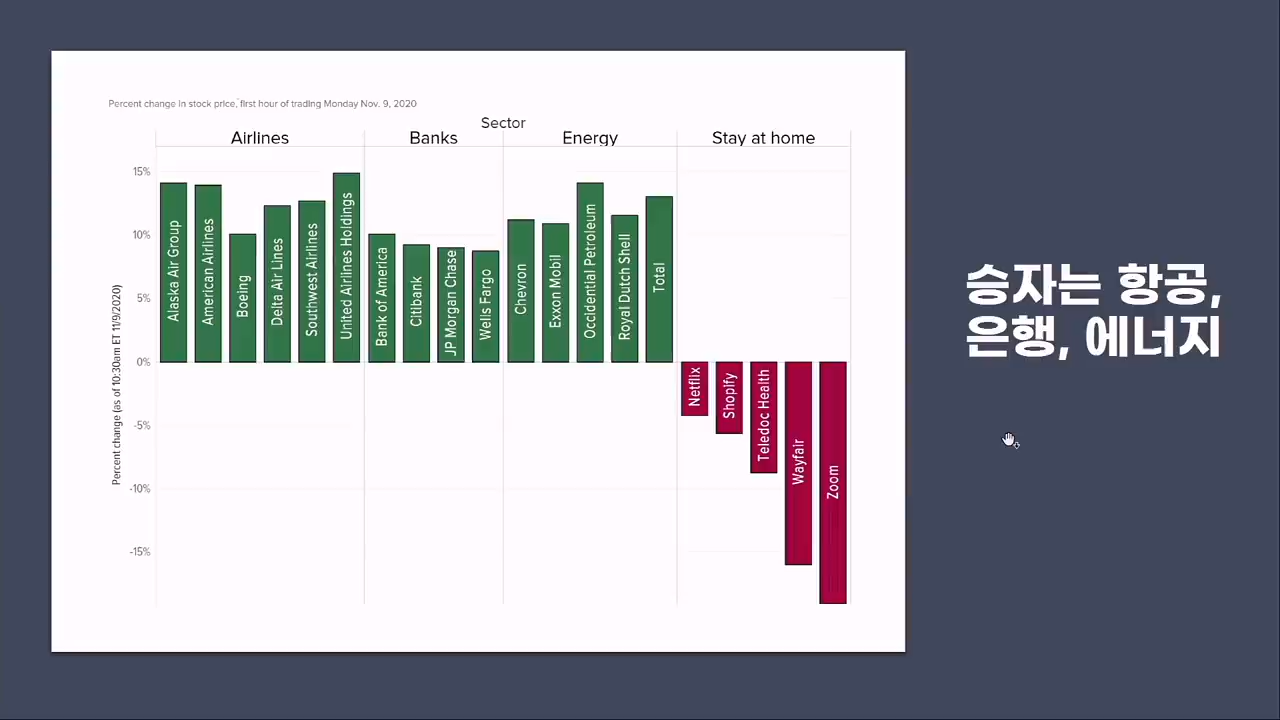 Percent change in stock price, first hour of trading Monday Nov. 9, 2020
Sector
Airlines
Banks
Energy
Stay at home
Percent change (as of 10:30am ET 11/9/2020)
15%
10%
5%
0%
-5%
-10%
-15%
Alaska Air Group
American Airlines
Boeing
Delta Air Lines
Southwest Airlines
United Airlines Holdings
Bank of America
Citibank
JP Morgan Chase
Wells Fargo
Chevron
Exxon Mobil
Occidential Petroleum
Royal Dutch Shell
Total
Netflix
Shopify
Teledoc Health
Wayfair
Zoom
승자는 항공,
은행, 에너지